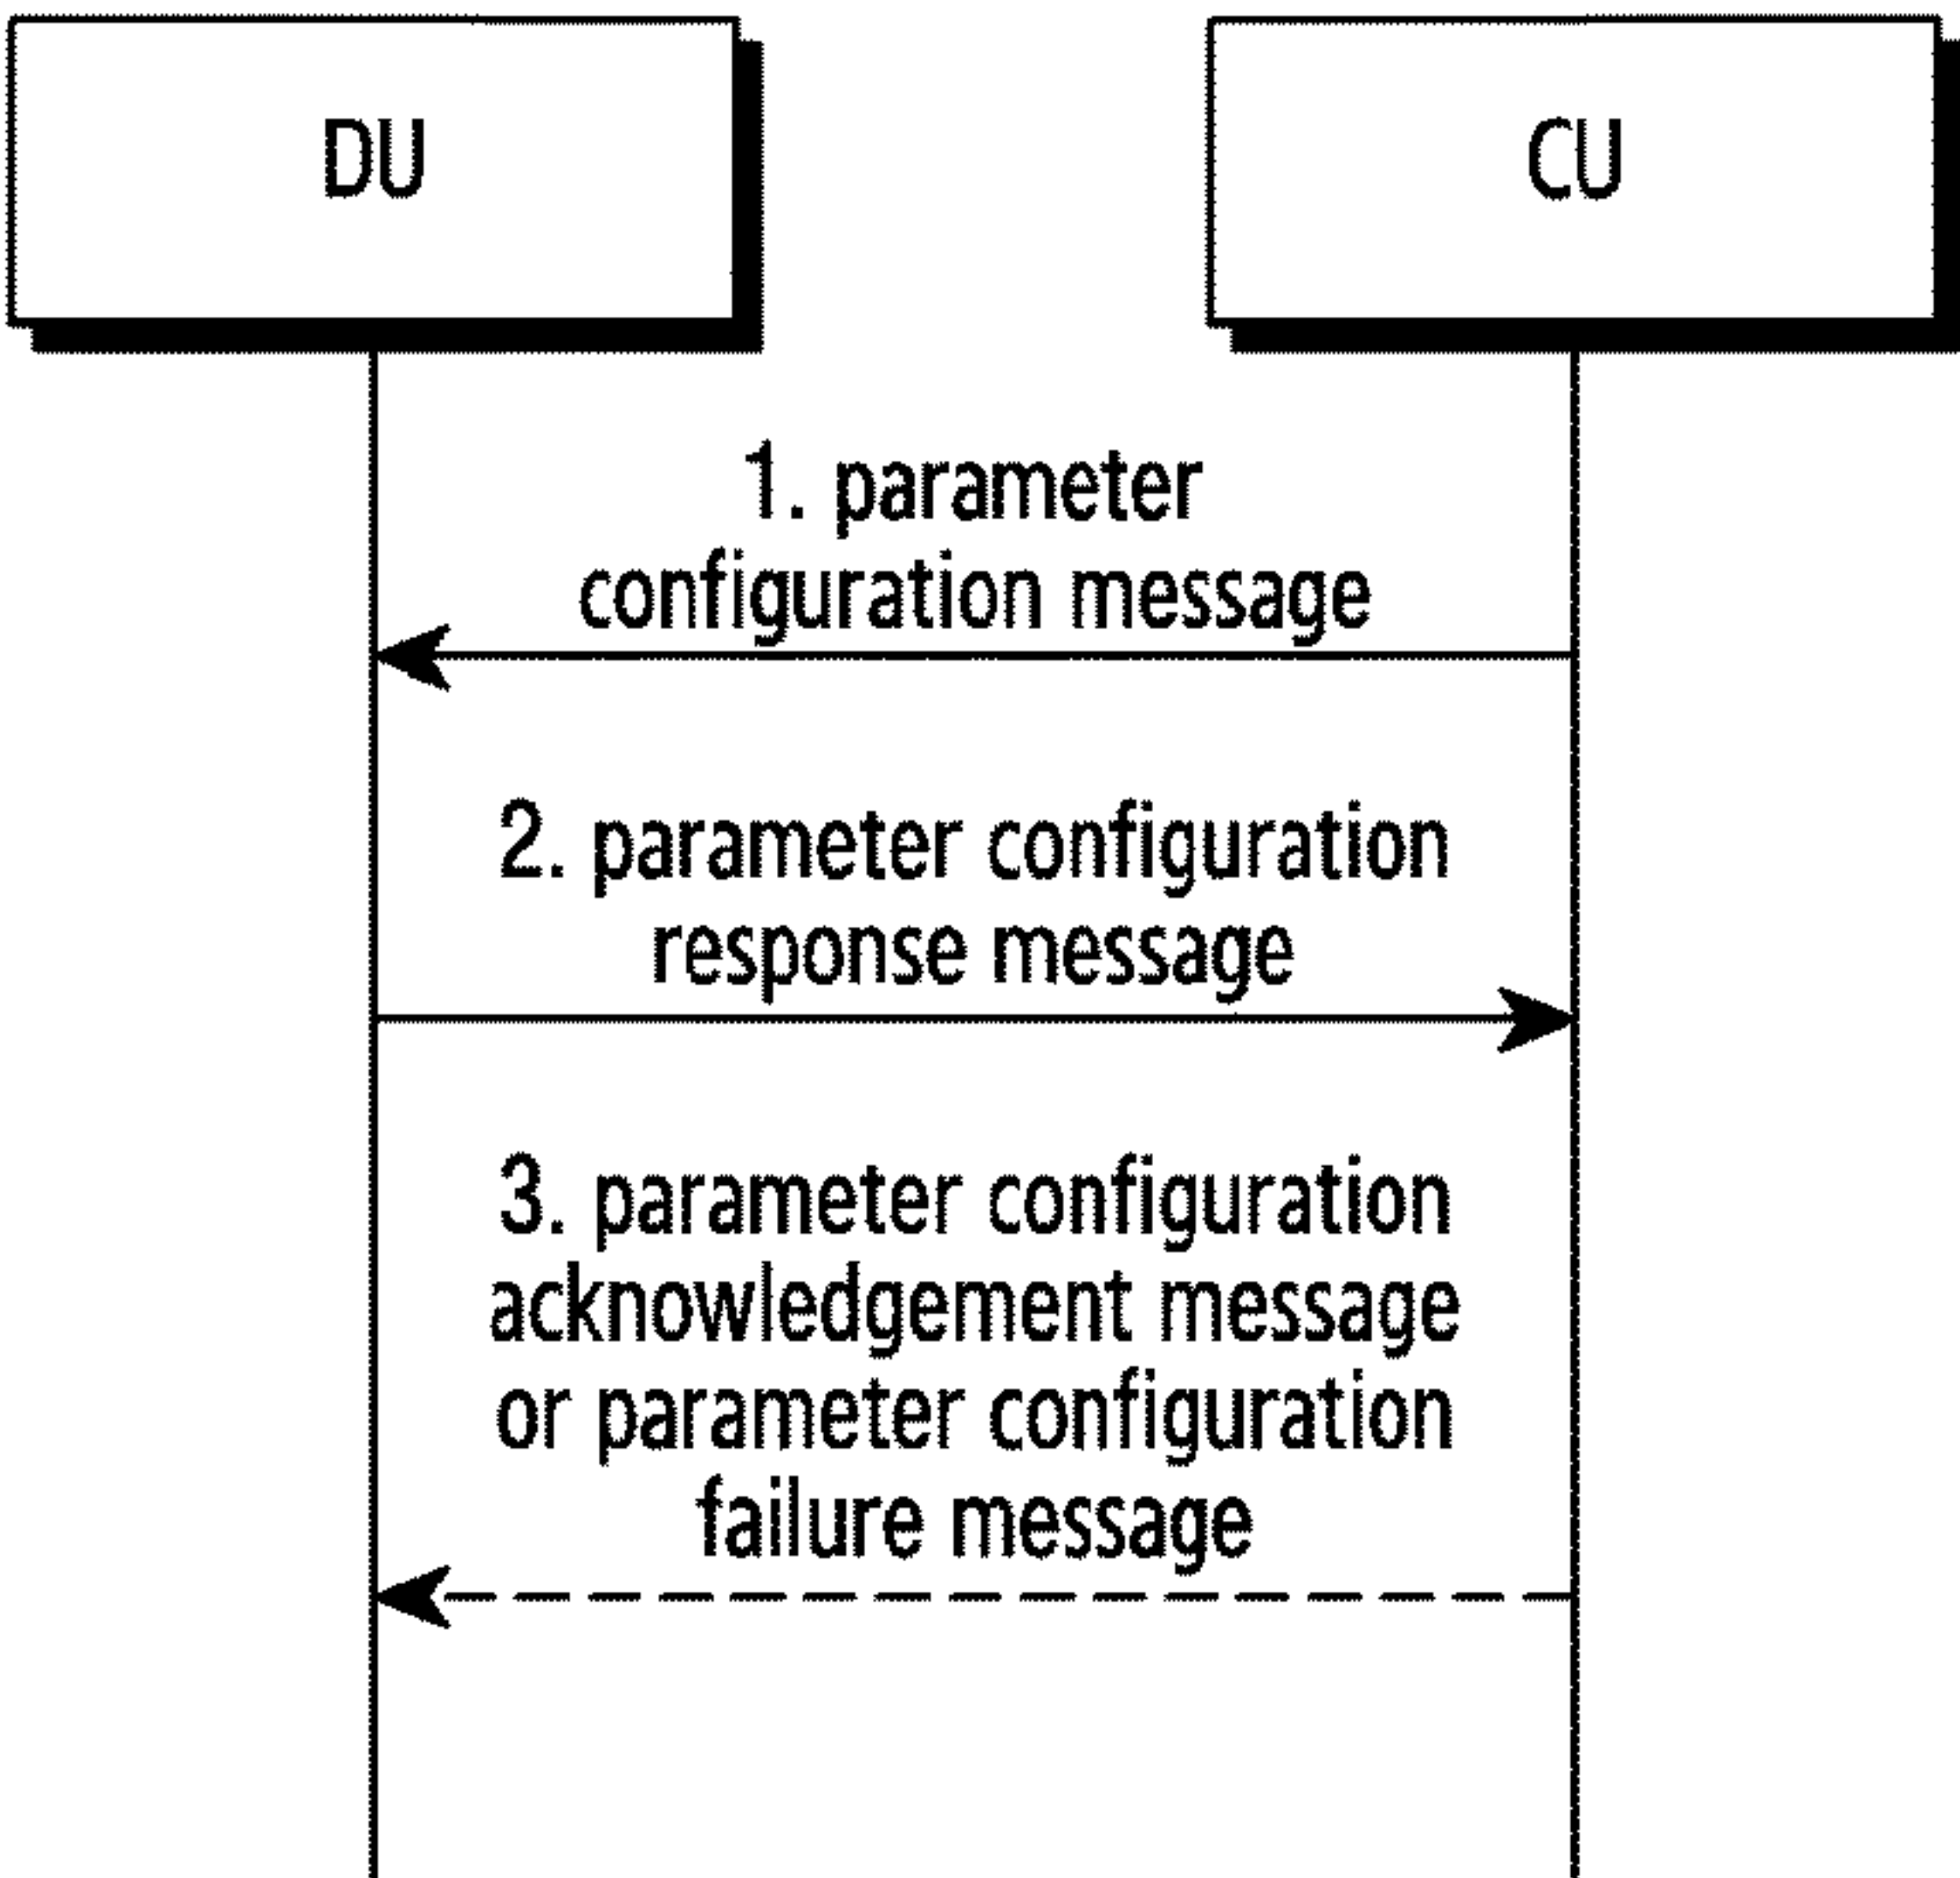 DU
CU
1. parameter
configuration message
2. parameter configuration
response message
3. parameter configuration
acknowledgement message
or parameter configuration
failure message